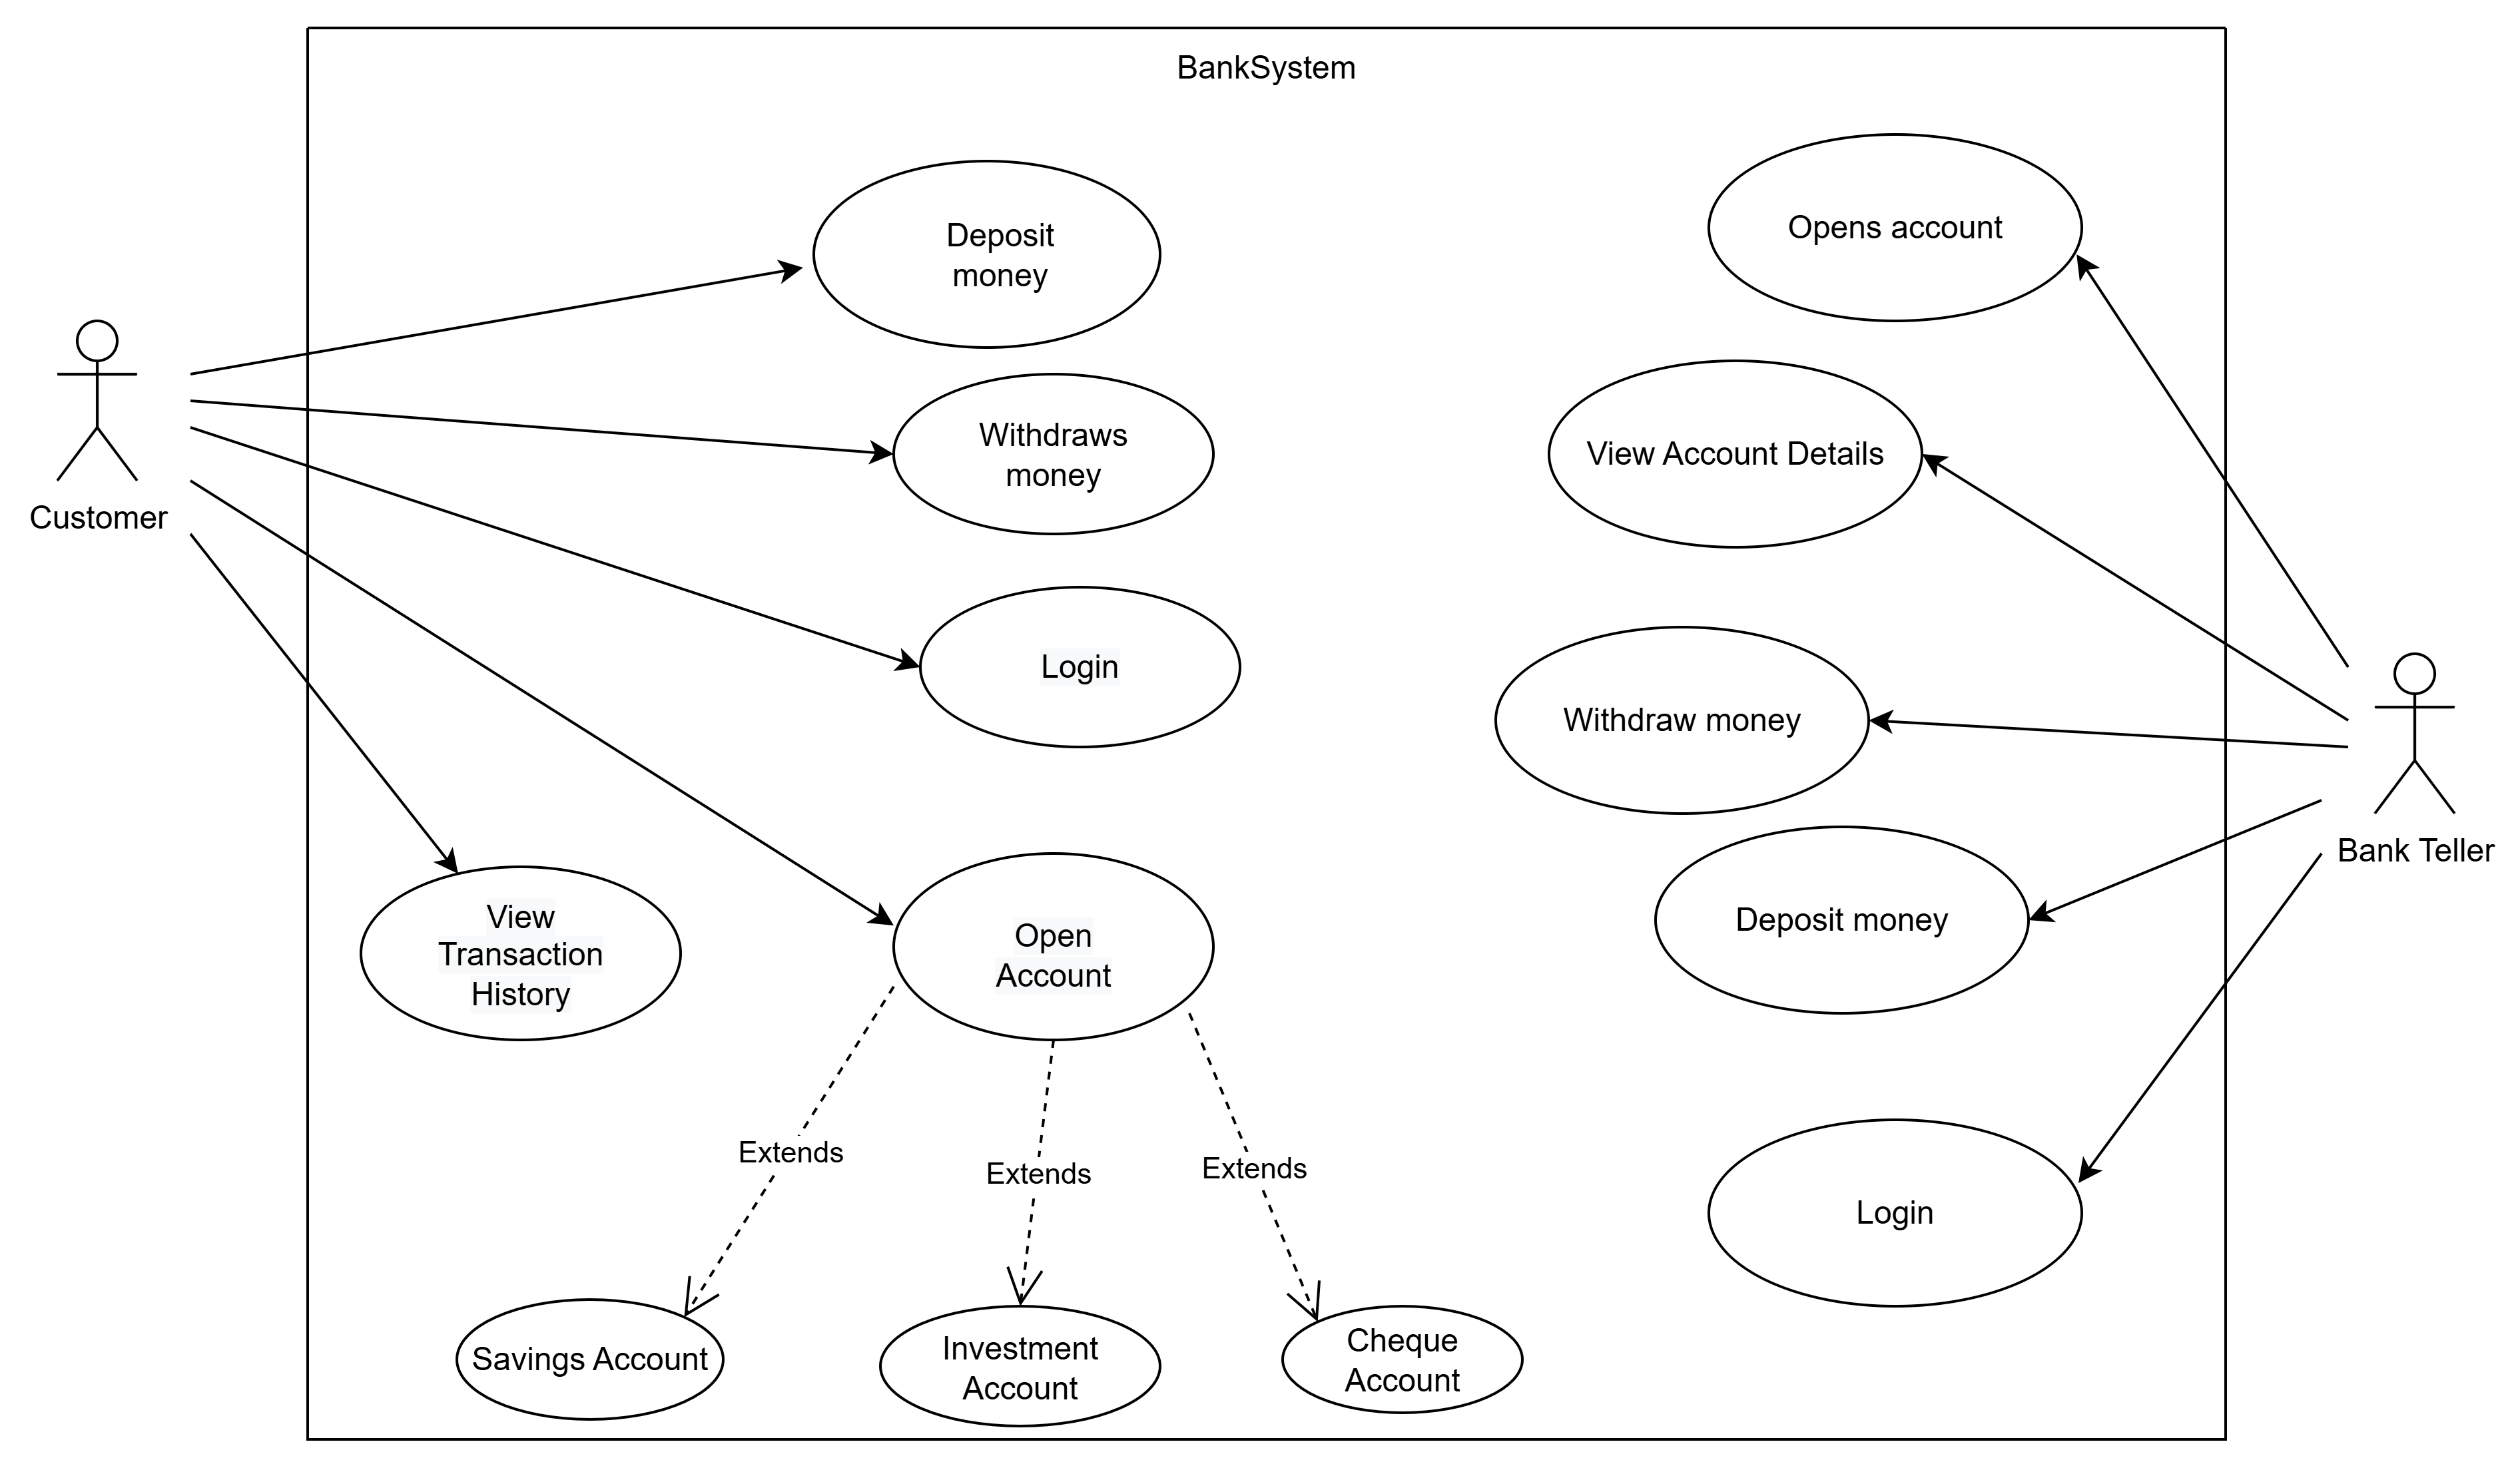 BankSystem
Deposit
money
Opens account
Withdraws
money
View Account Details
Customer
Login
Withdraw money
Bank Teller
View
Transaction
History
Open
Account
Deposit money
Extends
Extends
Extends
Login
Savings Account
Investment
Account
Cheque
Account